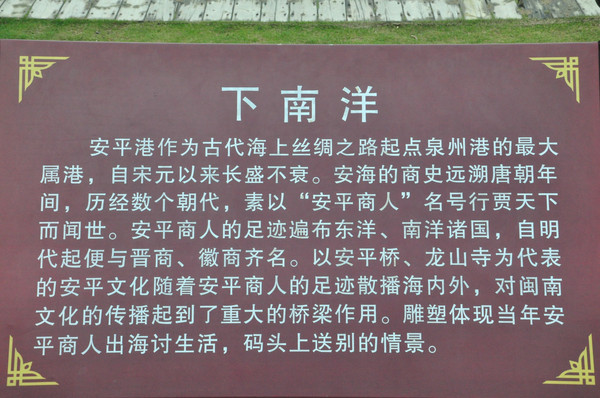 下南洋
安平港作为古代海上丝绸之路起点泉州港的最大
属港，自宋元以来长盛不衰。安海的商史远溯唐朝年
间，历经数个朝代，素以“安平商人”名号行贾天下
而闻世。安平商人的足迹遍布东洋、南洋诸国，自明
代起便与晋商、徽商齐名。以安平桥、龙山寺为代表
的安平文化随着安平商人的足迹散播海内外，对闽南
文化的传播起到了重大的桥梁作用。雕塑体现当年安
平商人出海讨生活，码头上送别的情景。